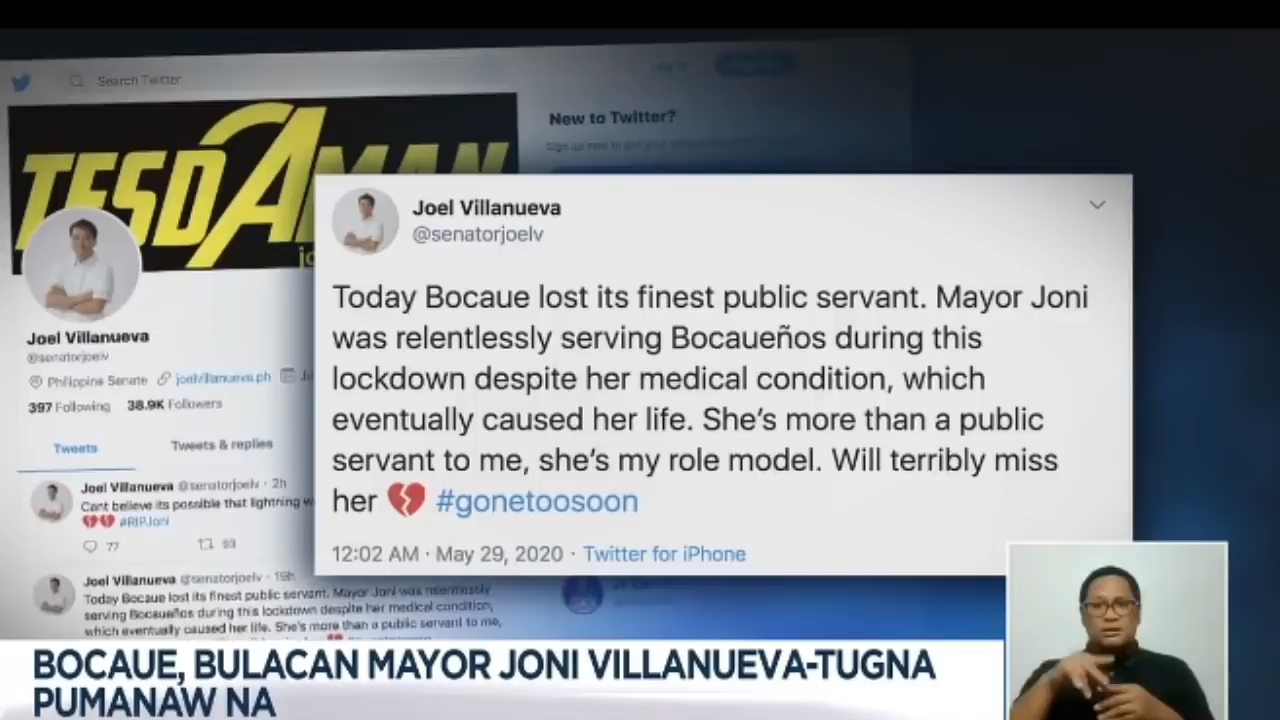 Search Twitter
New to Twitter?
TESDAMAN
Joel Villanueva
@senatorjoelv
Today Bocaue lost its finest public servant. Mayor Joni
was relentlessly serving Bocaueños during this
lockdown despite her medical condition, which
eventually caused her life. She's more than a public
servant to me, she's my role model. Will terribly miss
her 💔 #gonetoosoon
12:02 AM · May 29, 2020 · Twitter for iPhone
Joel Villanueva
@senatorjoelv
Philippine Senate joelvillanueva.ph
397 Following 38.9K Followers
Tweets Tweets & replies
Joel Villanueva @senatorjoelv · 2h
Cant believe its possible that lightning
💔💔 #RIPJoni
77 93
Joel Villanueva @senatorjoelv · 19h
Today Bocaue lost its finest public servant. Mayor Joni was relentlessly
serving Bocaueños during this lockdown despite her medical condition,
which eventually caused her life. She's more than a public servant to me,
BOCAUE, BULACAN MAYOR JONI VILLANUEVA-TUGNA
PUMANAW NA